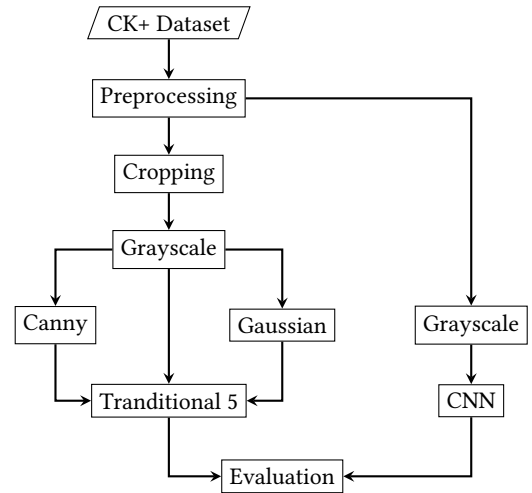 CK+ Dataset
Preprocessing
Cropping
Grayscale
Canny
Gaussian
Grayscale
Tranditional 5
CNN
Evaluation